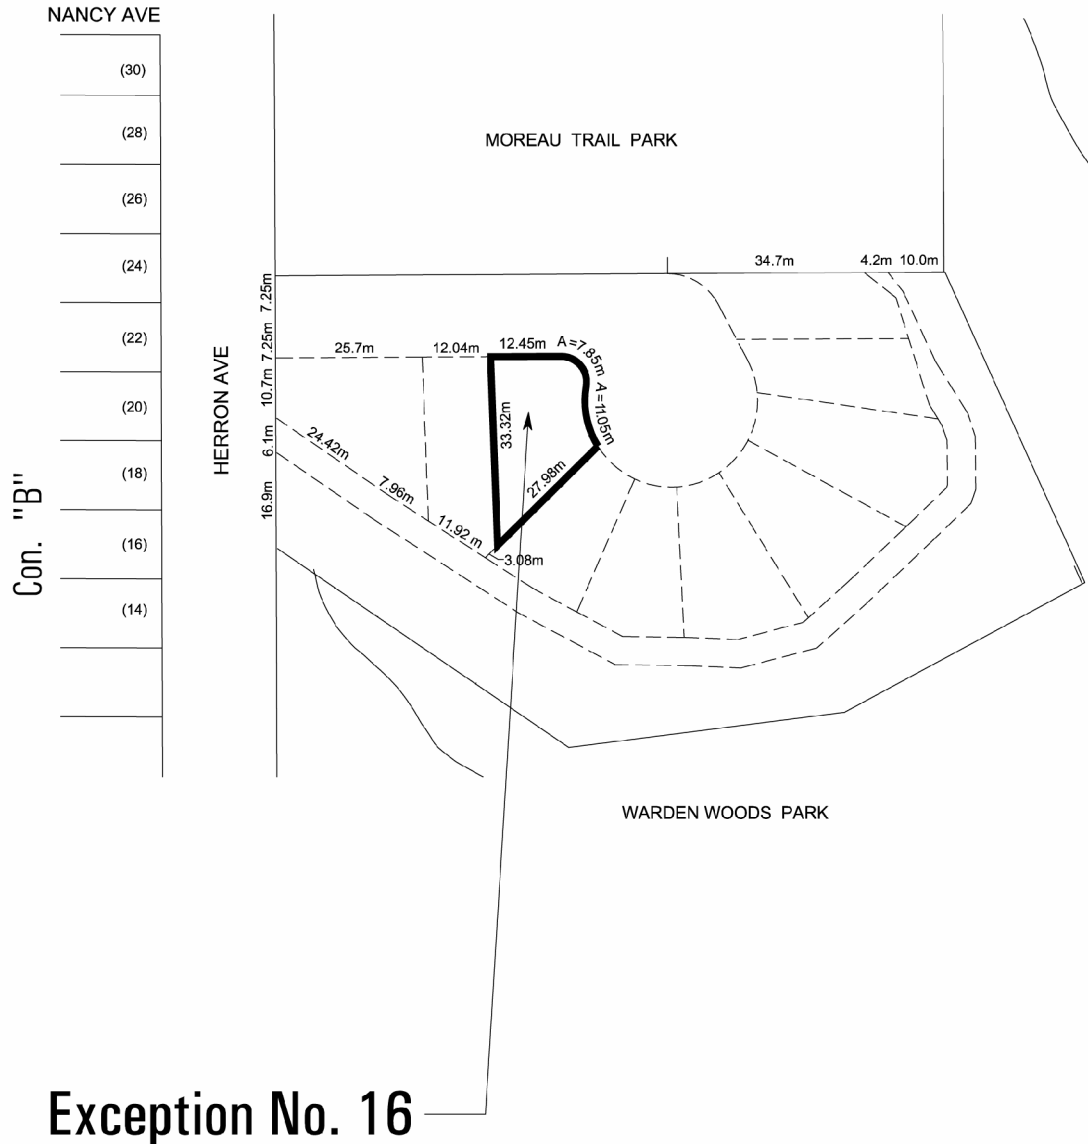 NANCY AVE
(30)
(28)
(26)
(24)
(22)
(20)
(18)
(16)
(14)
Con. "B"
HERRON AVE
MOREAU TRAIL PARK
34.7m
4.2m
10.0m
7.25m
7.25m
10.7m
6.1m
16.9m
25.7m
12.04m
12.45m
A=7.85m
A=11.05m
33.32m
27.98m
24.42m
7.96m
11.92 m
3.08m
WARDEN WOODS PARK
Exception No. 16